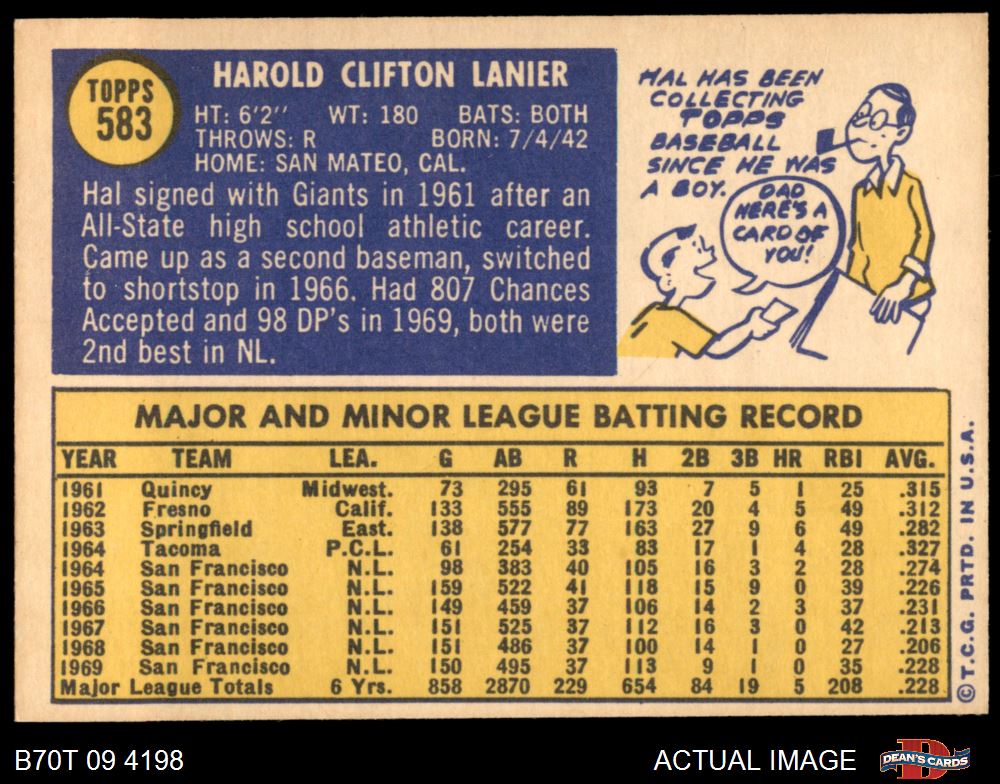 TOPPS
583
HAROLD CLIFTON LANIER
HT: 6'2'' WT: 180 BATS: BOTH
THROWS: R BORN: 7/4/42
HOME: SAN MATEO, CAL.
Hal signed with Giants in 1961 after an
All-State high school athletic career.
Came up as a second baseman, switched
to shortstop in 1966. Had 807 Chances
Accepted and 98 DP's in 1969, both were
2nd best in NL.
HAL HAS BEEN
COLLECTING
TOPPS
BASEBALL
SINCE HE WAS
A BOY.
DAD
HERE'S A
CARD OF
YOU!
MAJOR AND MINOR LEAGUE BATTING RECORD
YEAR TEAM LEA. G AB R H 2B 3B HR RBI AVG.
1961 Quincy Midwest. 73 295 61 93 7 5 1 25 .315
1962 Fresno Calif. 133 555 89 173 20 4 5 49 .312
1963 Springfield East. 138 577 77 163 27 9 6 49 .282
1964 Tacoma P.C.L. 61 254 33 83 17 1 4 28 .327
1964 San Francisco N.L. 98 383 40 105 16 3 2 28 .274
1965 San Francisco N.L. 159 522 41 118 15 9 0 39 .226
1966 San Francisco N.L. 149 459 37 106 14 2 3 37 .231
1967 San Francisco N.L. 151 525 37 112 16 3 0 42 .213
1968 San Francisco N.L. 151 486 37 100 14 1 0 27 .206
1969 San Francisco N.L. 150 495 37 113 9 1 0 35 .228
Major League Totals 6 Yrs. 858 2870 229 654 84 19 5 208 .228
© T.C.G. PRTD. IN U.S.A.
B70T 09 4198
ACTUAL IMAGE
DEAN'S CARDS